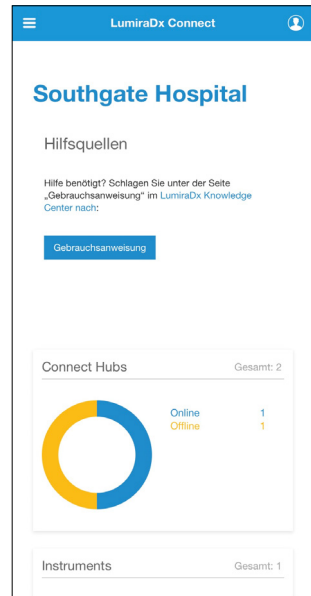 LumiraDx Connect
Southgate Hospital
Hilfsquellen
Hilfe benötigt? Schlagen Sie unter der Seite
„Gebrauchsanweisung“ im LumiraDx Knowledge
Center nach:
Gebrauchsanweisung
Connect Hubs Gesamt: 2
Online 1
Offline 1
Instruments Gesamt: 1